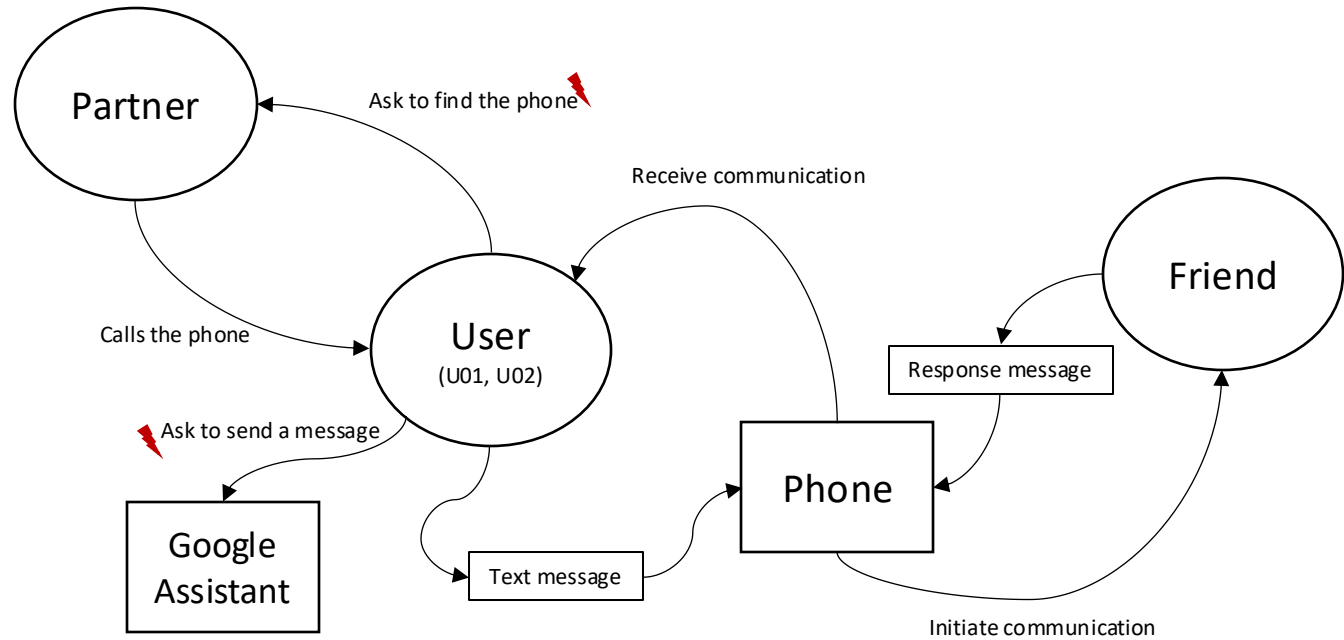 Partner
Ask to find the phone
Receive communication
Friend
Calls the phone
User
(U01, U02)
Response message
Ask to send a message
Phone
Google
Assistant
Text message
Initiate communication